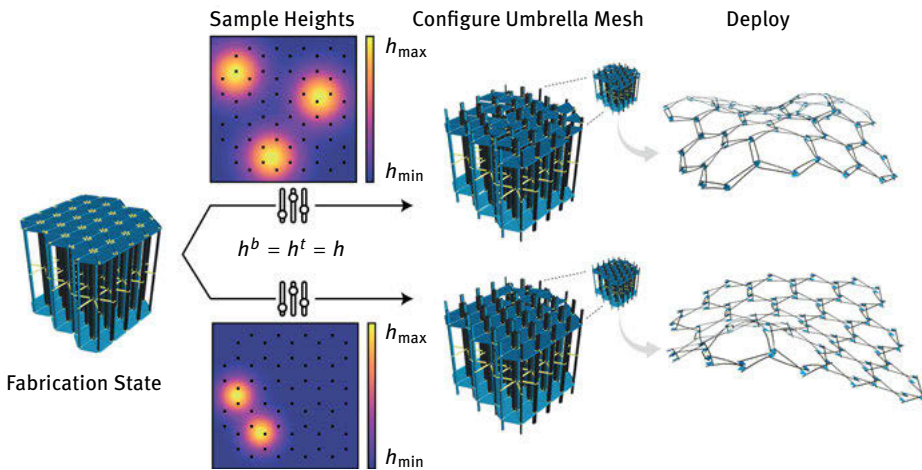 Sample Heights
Configure Umbrella Mesh
Deploy
hmax
hmin
hᵇ = hᵗ = h
hmax
hmin
Fabrication State